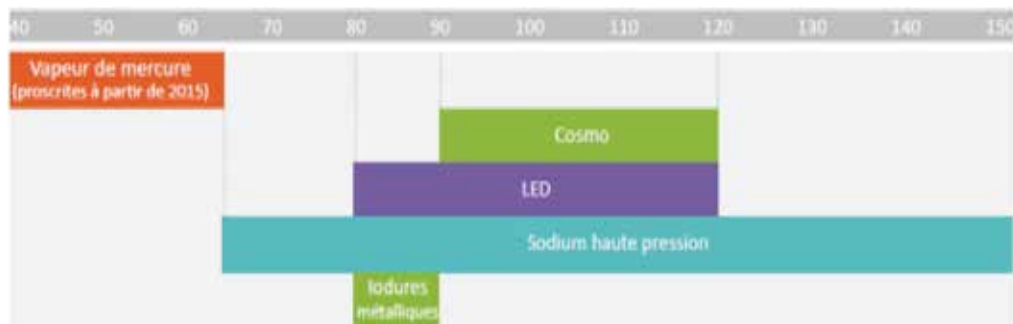 40 50 60 70 80 90 100 110 120 130 140 150
Vapeur de mercure
(proscrites à partir de 2015)
Cosmo
LED
Sodium haute pression
Iodures
métalliques